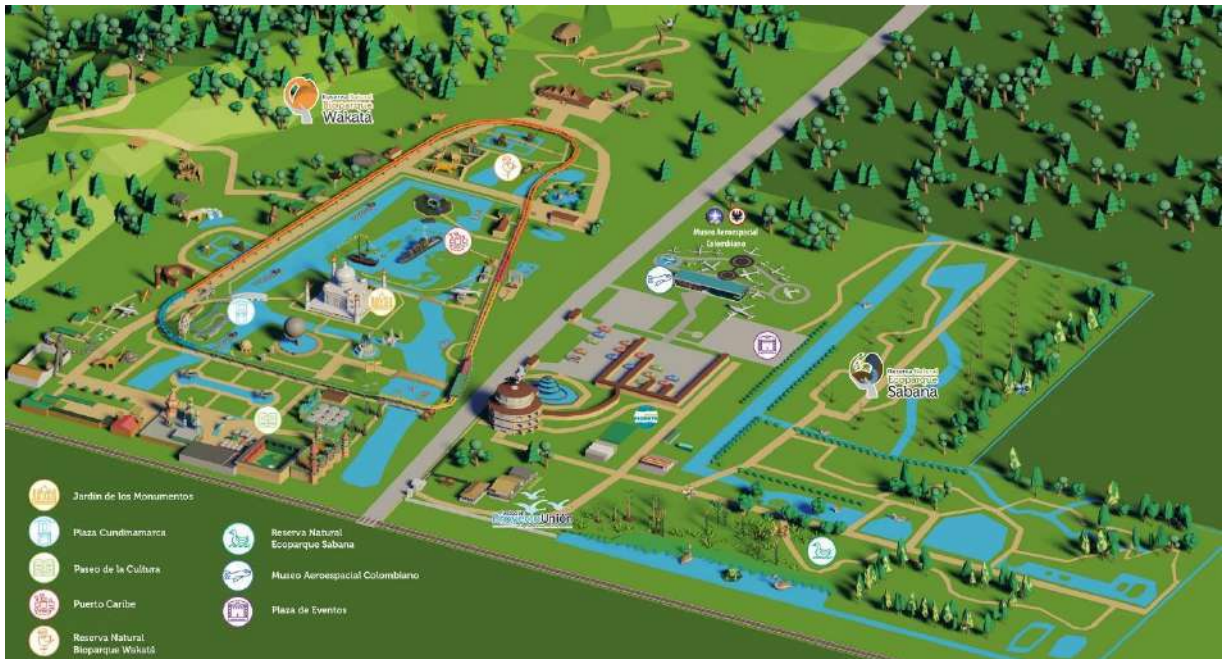 Reserva Natural
Bioparque
Wakatá
Museo Aeroespacial
Colombiano
Reserva Natural
Ecoparque
Sabana
ProyectoUnión
Jardín de los Monumentos
Plaza Cundinamarca
Paseo de la Cultura
Puerto Caribe
Reserva Natural
Bioparque Wakatá
Reserva Natural
Ecoparque Sabana
Museo Aeroespacial Colombiano
Plaza de Eventos